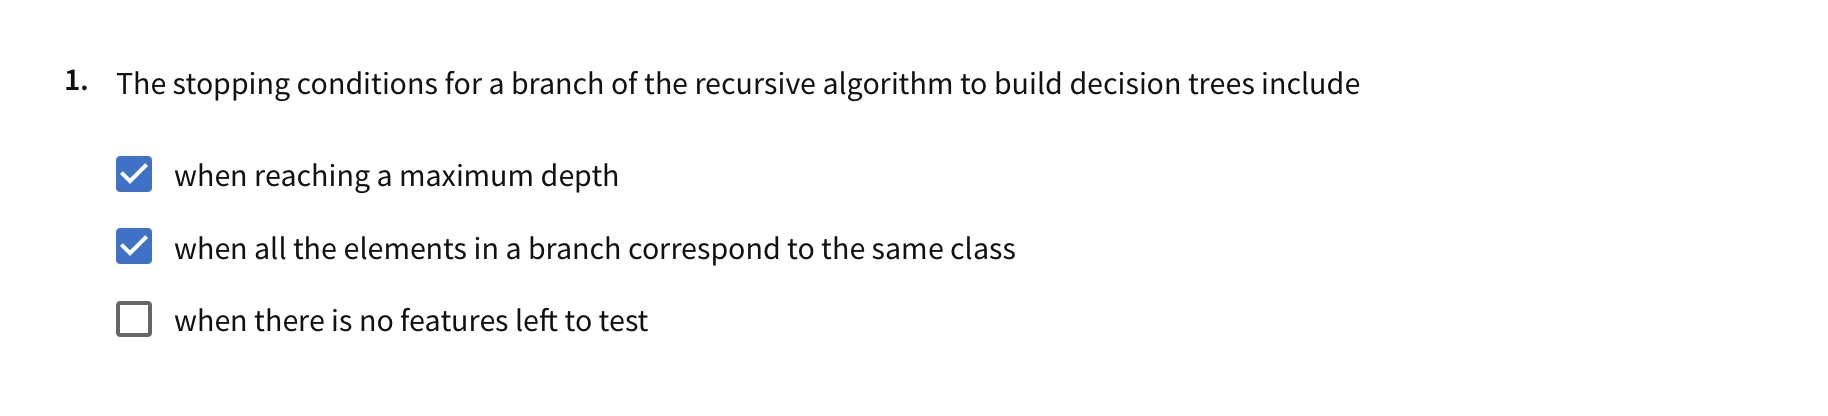 1. The stopping conditions for a branch of the recursive algorithm to build decision trees include
when reaching a maximum depth
when all the elements in a branch correspond to the same class
when there is no features left to test